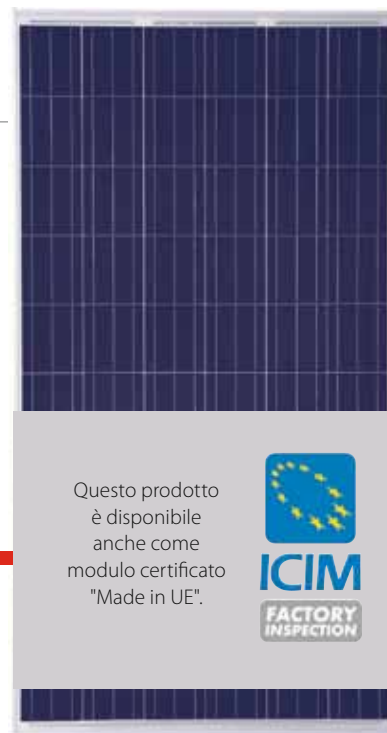 Questo prodotto
è disponibile
anche come
modulo certificato
"Made in UE".
ICIM
FACTORY
INSPECTION